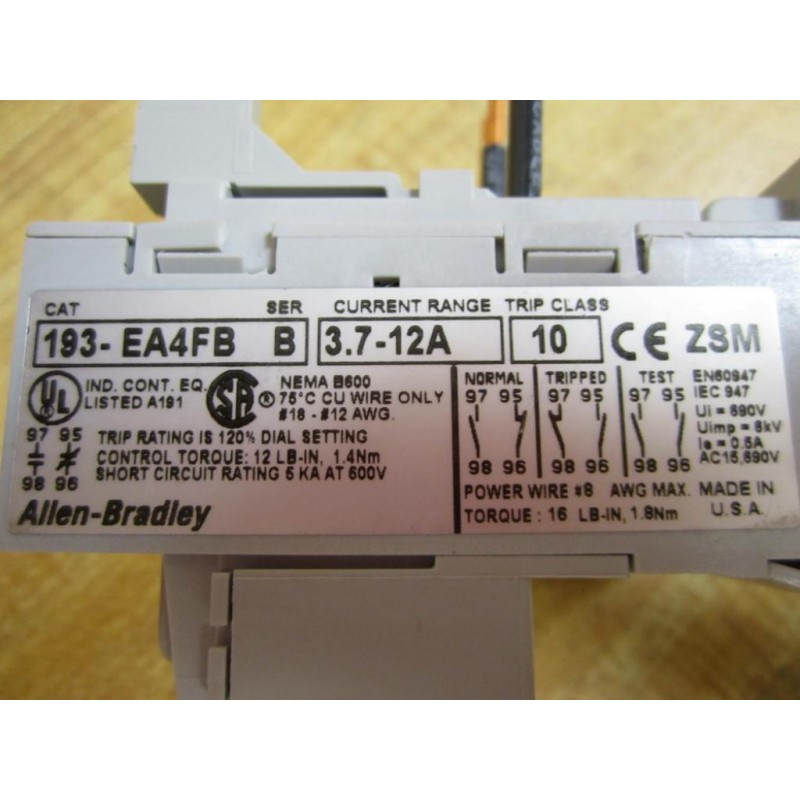 CAT SER CURRENT RANGE TRIP CLASS
193- EA4FB B 3.7-12A 10 CE ZSM
UL IND. CONT. EQ.
LISTED A191
SA ® NEMA B600
75°C CU WIRE ONLY
#18 - #12 AWG.
97 95
98 96
TRIP RATING IS 120% DIAL SETTING
CONTROL TORQUE: 12 LB-IN, 1.4Nm
SHORT CIRCUIT RATING 5 KA AT 600V
Allen-Bradley
NORMAL TRIPPED TEST
97 95 97 95 97 95
98 96 98 96 98 96
EN60947
IEC 947
Ui = 690V
Uimp = 6kV
Ie = 0.5A
AC15,690V
POWER WIRE #8 AWG MAX.
TORQUE : 16 LB-IN, 1.8Nm
MADE IN
U.S.A.